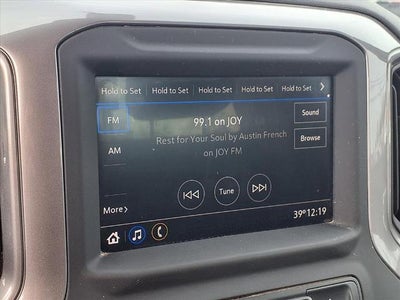 Hold to Set Hold to Set Hold to Set Hold to Set Hold to Set >
FM 99.1 on JOY Sound
Rest for Your Soul by Austin French Browse
AM on JOY FM
More > Tune
39° 12:19